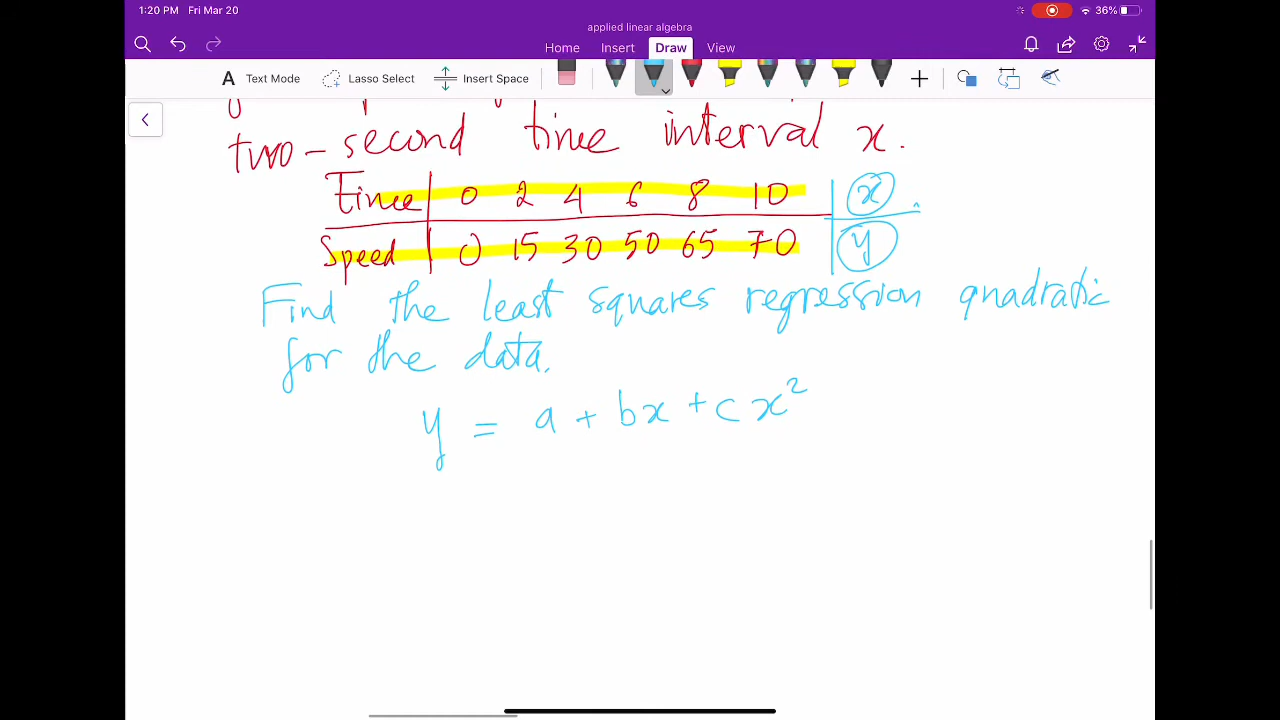 1:20 PM Fri Mar 20
36%
applied linear algebra
Home Insert Draw View
A Text Mode Lasso Select Insert Space
two-second time interval x.
Time 0 2 4 6 8 10 x
Speed 0 15 30 50 65 70 y
Find the least squares regression quadratic
for the data.
y = a + bx + cx²